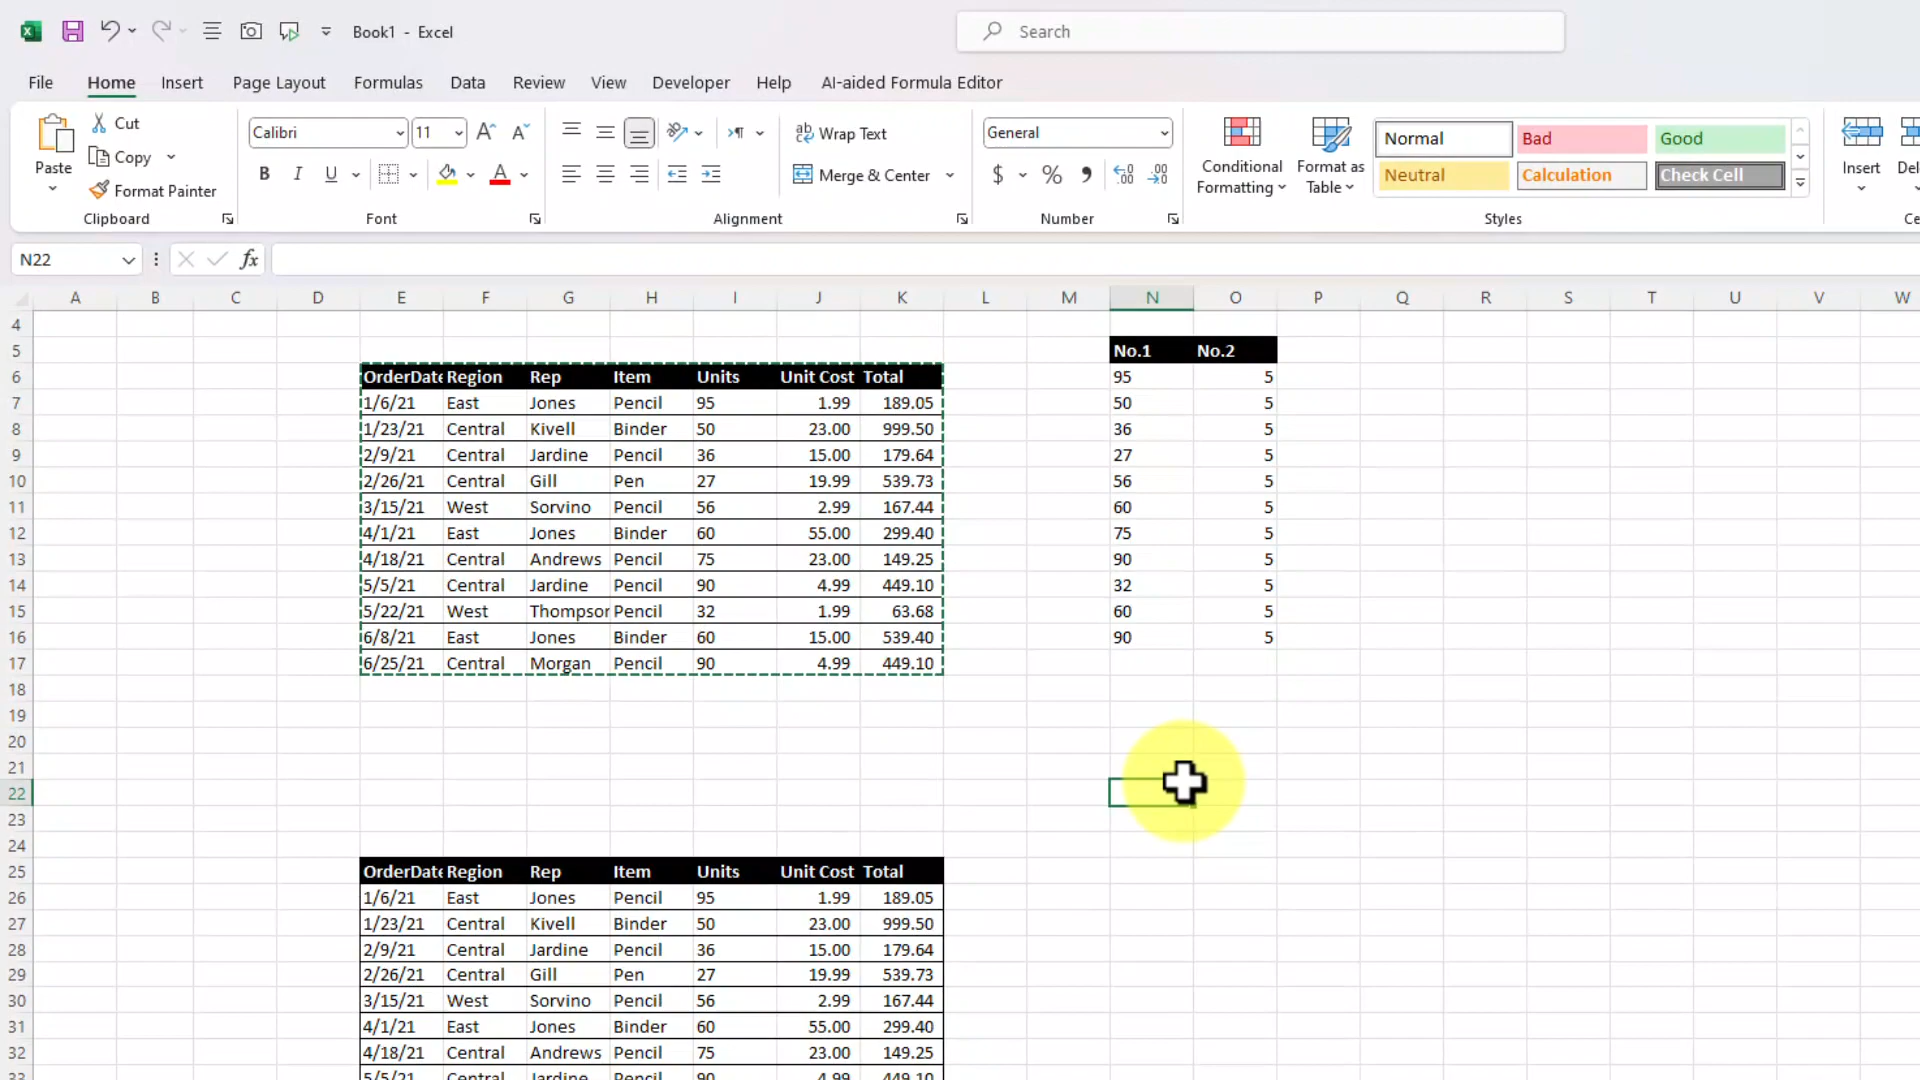 Book1 - Excel
Search
File Home Insert Page Layout Formulas Data Review View Developer Help AI-aided Formula Editor
Paste
Cut
Copy
Format Painter
Clipboard
Calibri 11
B I U
Font
Wrap Text
Merge & Center
Alignment
General
$ % 9
Number
Conditional Formatting
Format as Table
Normal Bad Good
Neutral Calculation Check Cell
Styles
Insert
N22 fx
A B C D E F G H I J K L M N O P Q R S T U V W
4
5 No.1 No.2
6 OrderDate Region Rep Item Units Unit Cost Total 95 5
7 1/6/21 East Jones Pencil 95 1.99 189.05 50 5
8 1/23/21 Central Kivell Binder 50 23.00 999.50 36 5
9 2/9/21 Central Jardine Pencil 36 15.00 179.64 27 5
10 2/26/21 Central Gill Pen 27 19.99 539.73 56 5
11 3/15/21 West Sorvino Pencil 56 2.99 167.44 60 5
12 4/1/21 East Jones Binder 60 55.00 299.40 75 5
13 4/18/21 Central Andrews Pencil 75 23.00 149.25 90 5
14 5/5/21 Central Jardine Pencil 90 4.99 449.10 32 5
15 5/22/21 West Thompsor Pencil 32 1.99 63.68 60 5
16 6/8/21 East Jones Binder 60 15.00 539.40 90 5
17 6/25/21 Central Morgan Pencil 90 4.99 449.10
18
19
20
21
22
23
24
25 OrderDate Region Rep Item Units Unit Cost Total
26 1/6/21 East Jones Pencil 95 1.99 189.05
27 1/23/21 Central Kivell Binder 50 23.00 999.50
28 2/9/21 Central Jardine Pencil 36 15.00 179.64
29 2/26/21 Central Gill Pen 27 19.99 539.73
30 3/15/21 West Sorvino Pencil 56 2.99 167.44
31 4/1/21 East Jones Binder 60 55.00 299.40
32 4/18/21 Central Andrews Pencil 75 23.00 149.25
33 5/5/21 Central Jardine Pencil 90 4.99 449.10